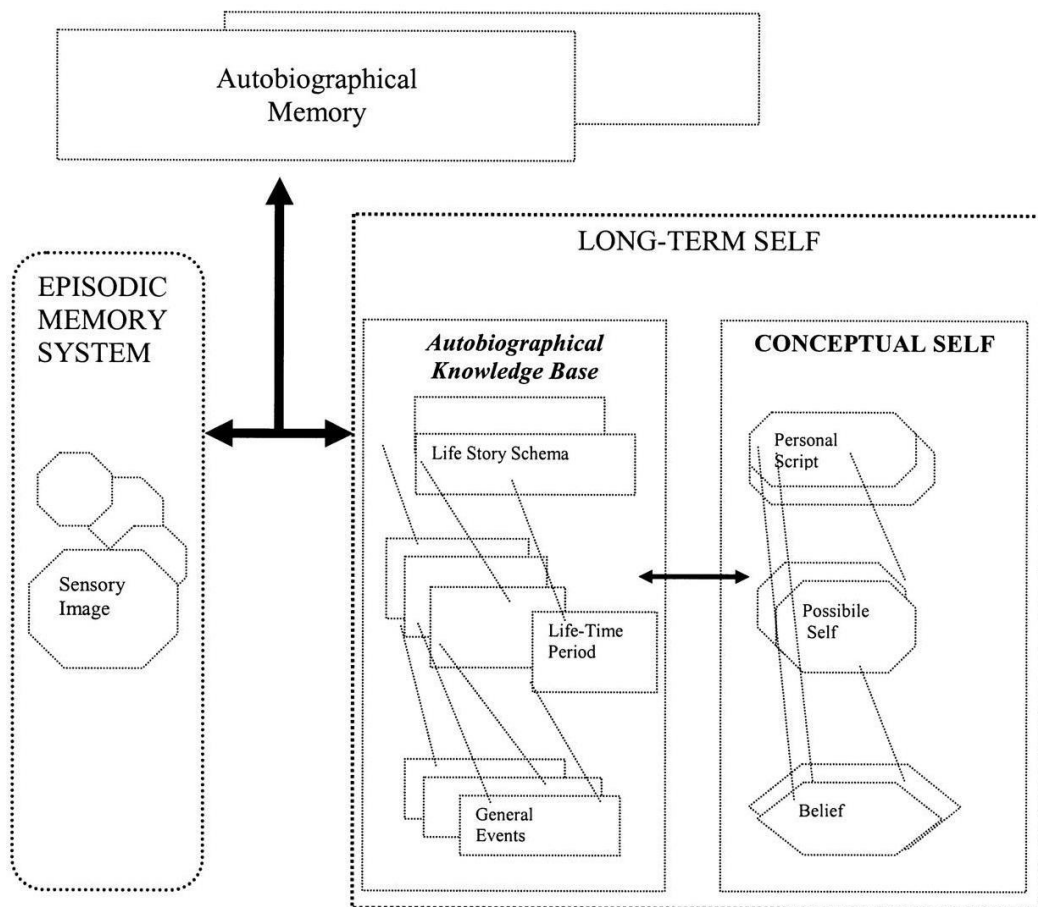 Autobiographical
Memory
LONG-TERM SELF
EPISODIC
MEMORY
SYSTEM
Autobiographical
Knowledge Base
CONCEPTUAL SELF
Life Story Schema
Personal
Script
Sensory
Image
Life-Time
Period
Possibile
Self
General
Events
Belief